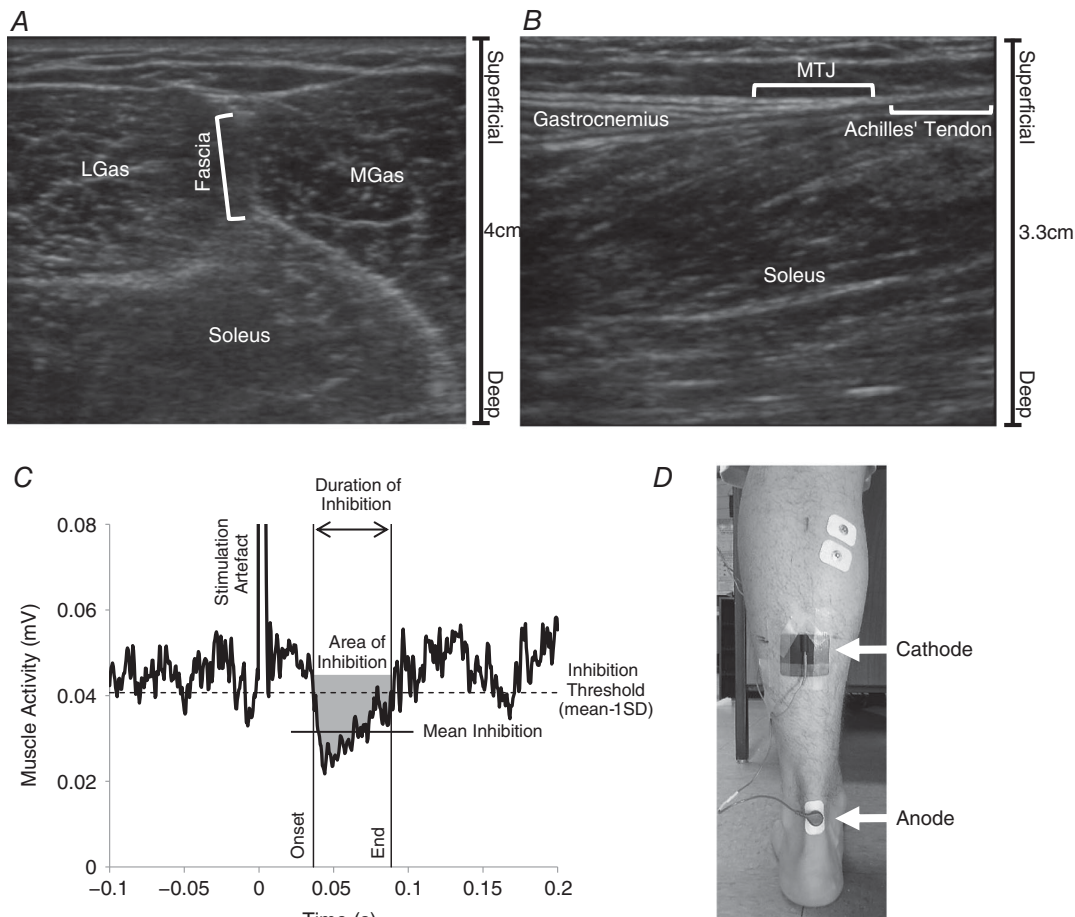 A
LGas
Fascia
MGas
Soleus
Superficial
4cm
Deep
B
MTJ
Gastrocnemius
Achilles' Tendon
Soleus
Superficial
3.3cm
Deep
C
Duration of
Inhibition
Muscle Activity (mV)
0.08
0.06
0.04
0.02
0
Stimulation
Artefact
Area of
Inhibition
Inhibition
Threshold
(mean-1SD)
Mean Inhibition
Onset
End
−0.1
−0.05
0
0.05
0.1
0.15
0.2
Time (s)
D
Cathode
Anode